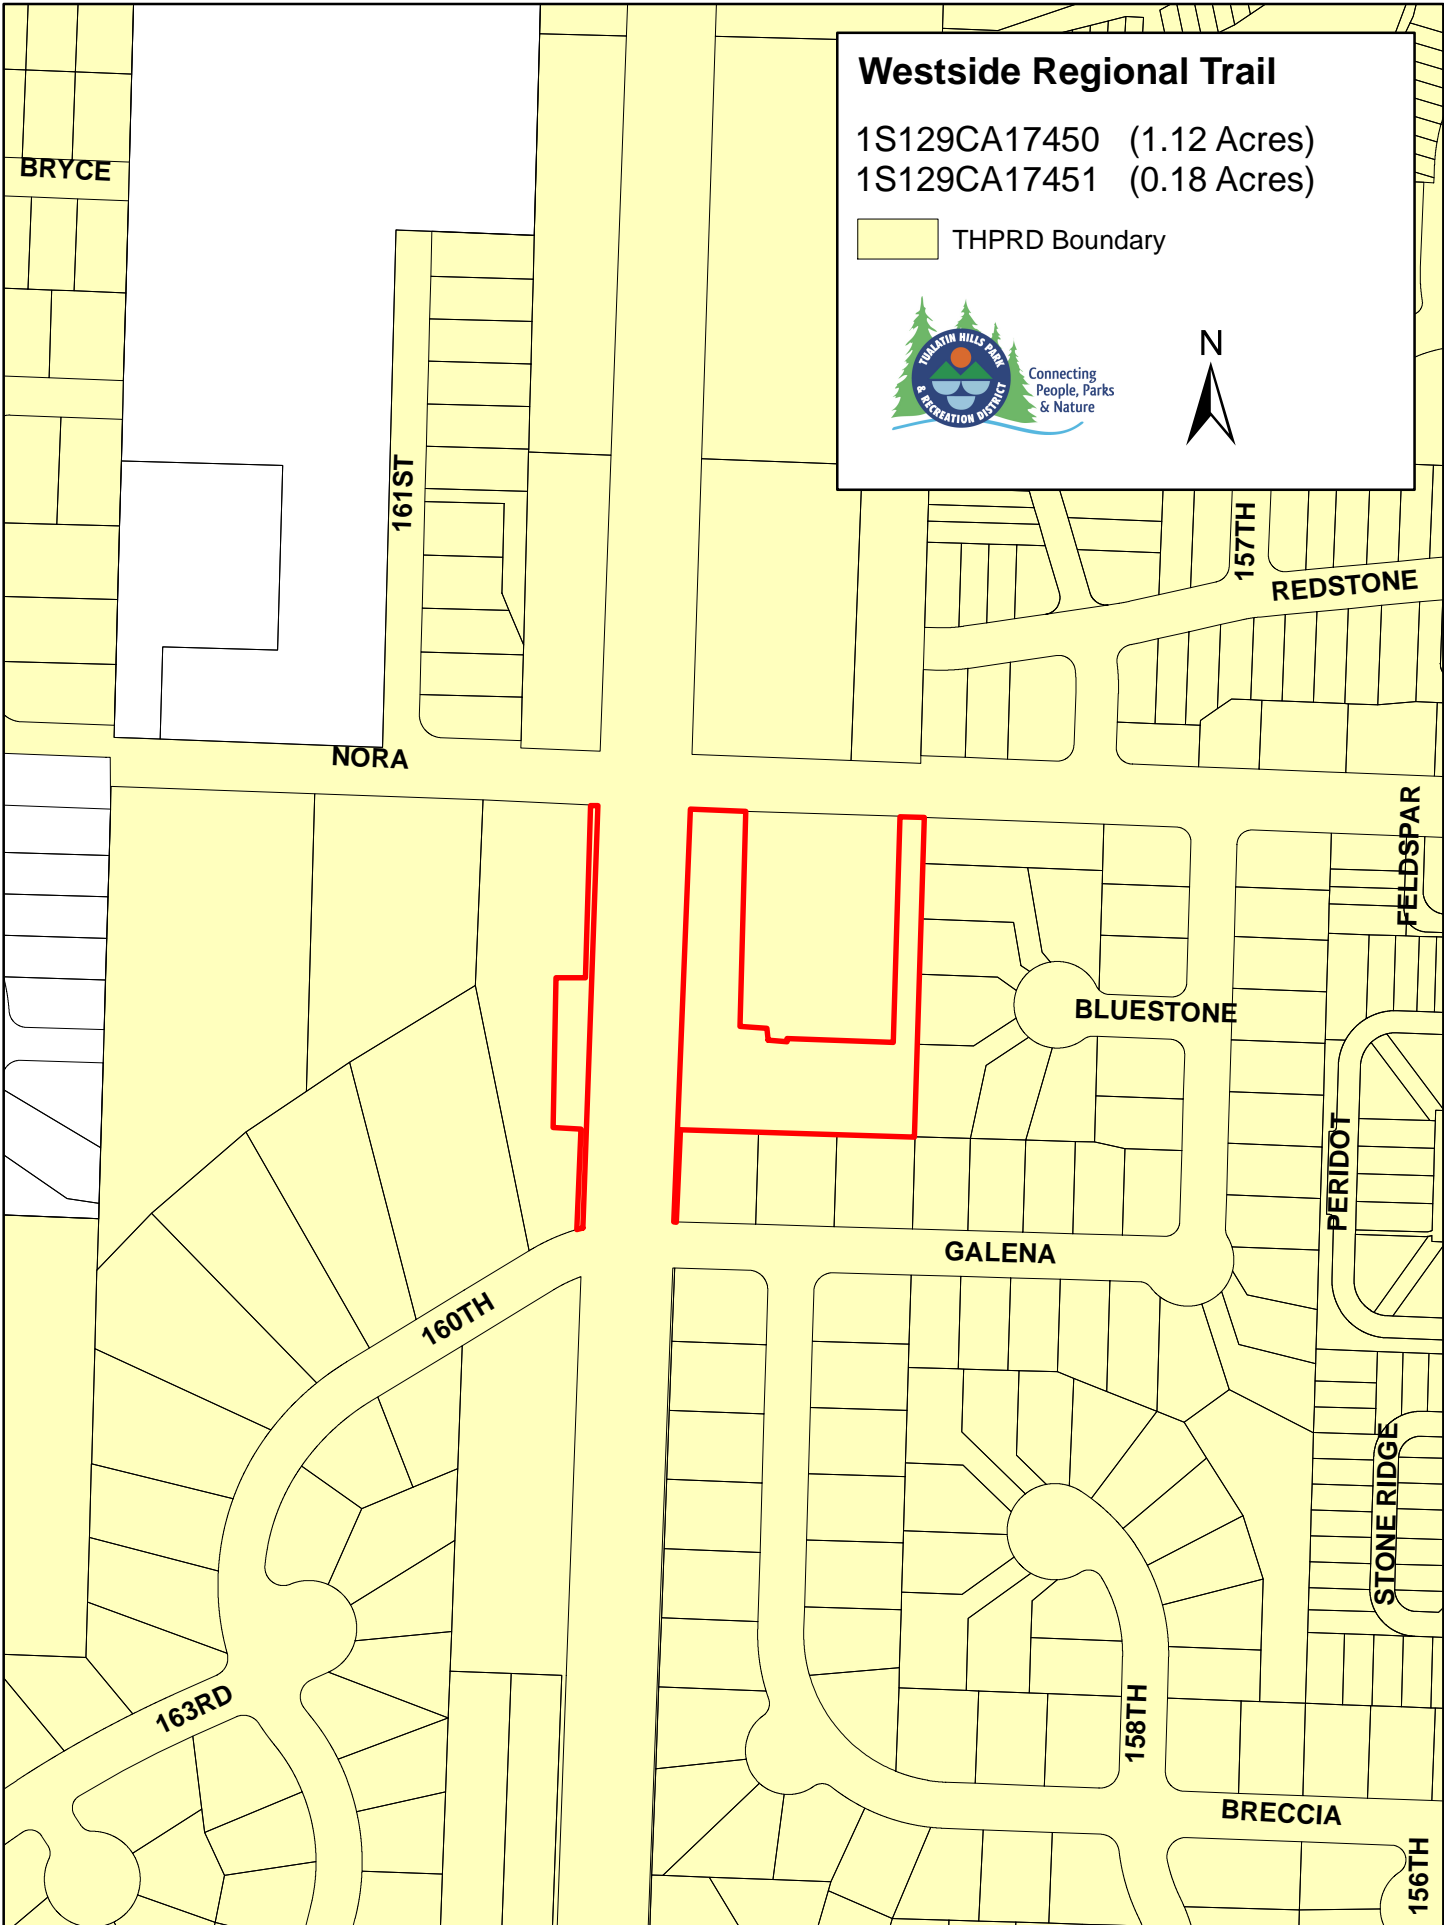 Westside Regional Trail
1S129CA17450 (1.12 Acres)
1S129CA17451 (0.18 Acres)
THPRD Boundary
TUALATIN HILLS PARK
& RECREATION DISTRICT
Connecting
People, Parks
& Nature
N
BRYCE
161ST
157TH
REDSTONE
NORA
FELDSPAR
BLUESTONE
PERIDOT
GALENA
160TH
STONE RIDGE
163RD
158TH
BRECCIA
156TH